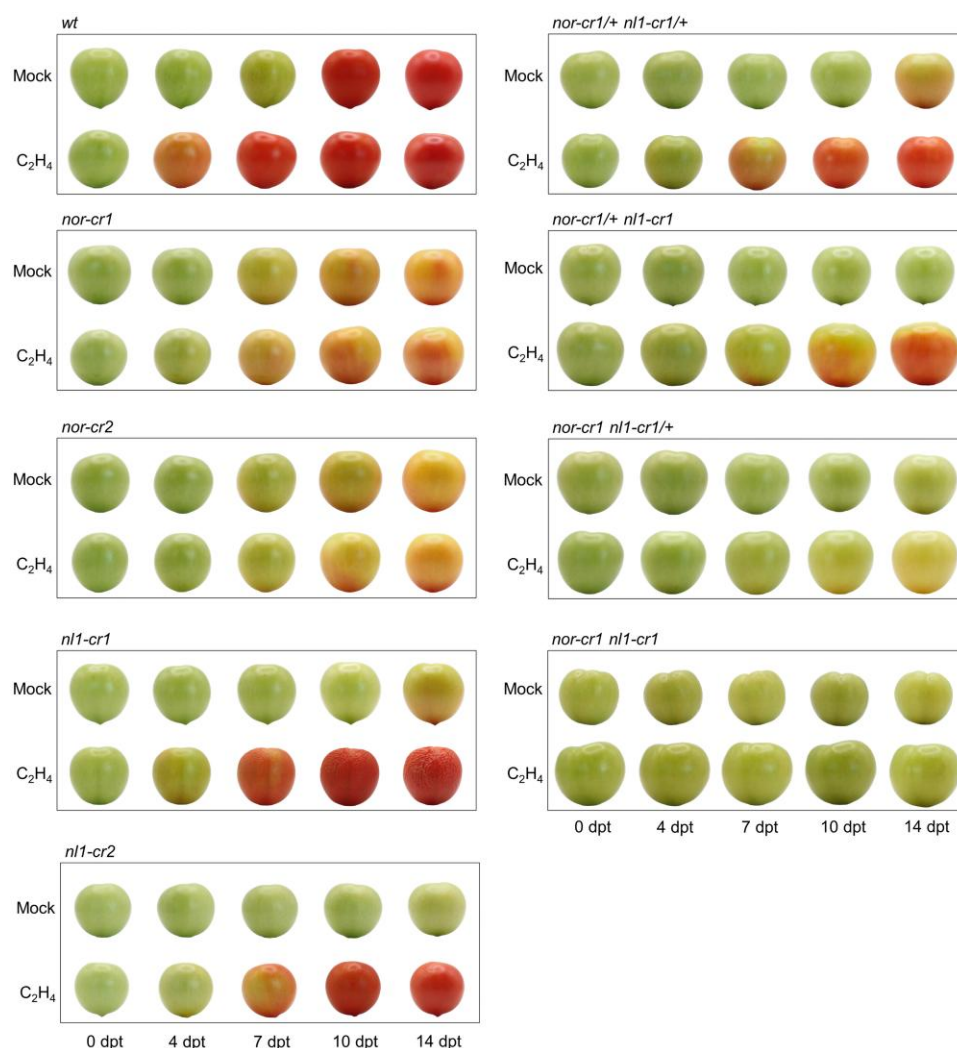 wt
Mock
C₂H₄
nor-cr1
Mock
C₂H₄
nor-cr2
Mock
C₂H₄
nl1-cr1
Mock
C₂H₄
nl1-cr2
Mock
C₂H₄
0 dpt 4 dpt 7 dpt 10 dpt 14 dpt
nor-cr1/+ nl1-cr1/+
Mock
C₂H₄
nor-cr1/+ nl1-cr1
Mock
C₂H₄
nor-cr1 nl1-cr1/+
Mock
C₂H₄
nor-cr1 nl1-cr1
Mock
C₂H₄
0 dpt 4 dpt 7 dpt 10 dpt 14 dpt